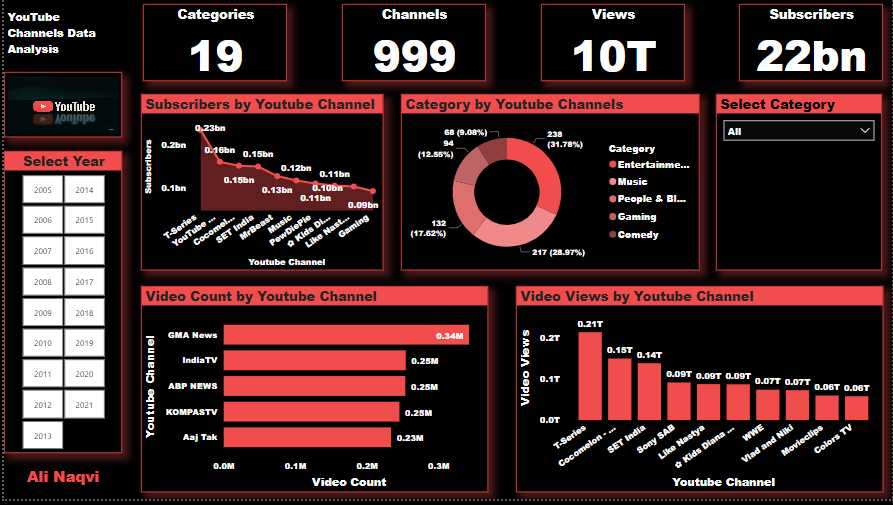 YouTube
Channels Data
Analysis
YouTube
Select Year
2005 2014
2006 2015
2007 2016
2008 2017
2009 2018
2010 2019
2011 2020
2012 2021
2013
Ali Naqvi
Categories
19
Channels
999
Views
10T
Subscribers
22bn
Subscribers by Youtube Channel
Subscribers
0.2bn
0.1bn
0.23bn
0.16bn
0.15bn
0.15bn
0.13bn
0.12bn
0.11bn
0.10bn
0.11bn
0.09bn
T-Series
YouTube ...
Cocomel...
SET India
MrBeast
Music
PewDiePie
✿ Kids Di...
Like Nast...
Gaming
Youtube Channel
Category by Youtube Channels
238
(31.78%)
217 (28.97%)
132
(17.62%)
94
(12.55%)
68 (9.08%)
Category
Entertainme...
Music
People & Bl...
Gaming
Comedy
Select Category
All
Video Count by Youtube Channel
Youtube Channel
GMA News 0.34M
IndiaTV 0.25M
ABP NEWS 0.25M
KOMPASTV 0.25M
Aaj Tak 0.23M
0.0M 0.1M 0.2M 0.3M
Video Count
Video Views by Youtube Channel
Video Views
0.2T
0.1T
0.0T
0.21T
0.15T
0.14T
0.09T
0.09T
0.09T
0.07T
0.07T
0.06T
0.06T
T-Series
Cocomelon - ...
SET India
Sony SAB
Like Nastya
✿ Kids Diana ...
WWE
Vlad and Niki
Movieclips
Colors TV
Youtube Channel